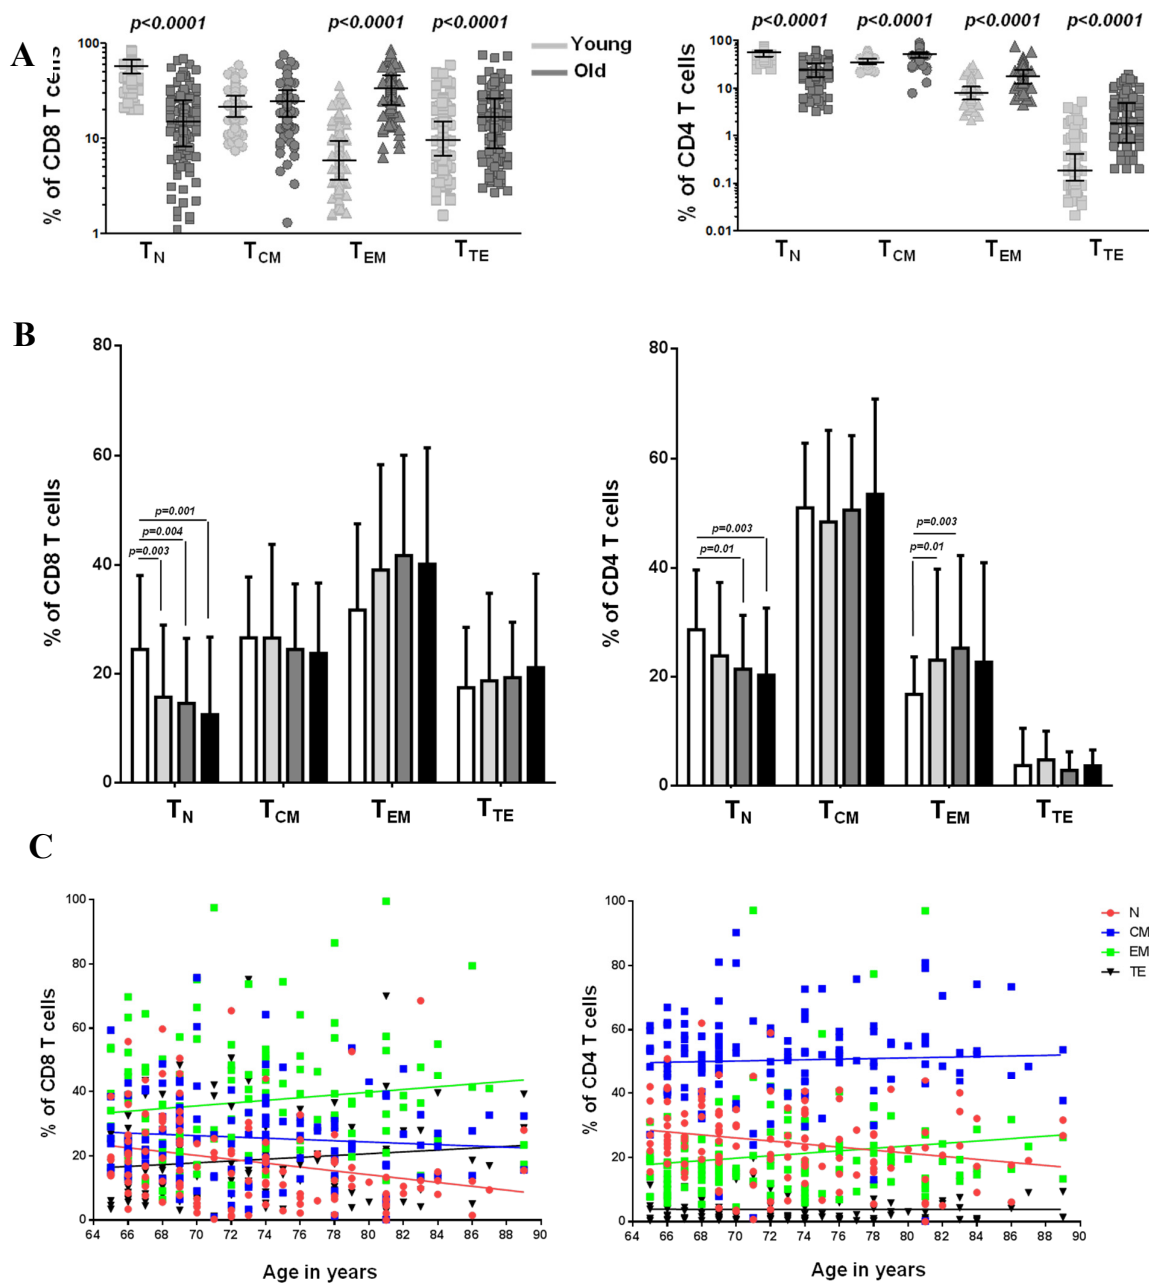 A
p<0.0001 p<0.0001 p<0.0001
Young
Old
% of CD8 T cells
100
10
1
TN TCM TEM TTE
p<0.0001 p<0.0001 p<0.0001 p<0.0001
% of CD4 T cells
100
10
1
0.1
0.01
TN TCM TEM TTE
B
% of CD8 T cells
80
60
40
20
0
p=0.001
p=0.004
p=0.003
TN TCM TEM TTE
% of CD4 T cells
80
60
40
20
0
p=0.003
p=0.01
p=0.003
p=0.01
TN TCM TEM TTE
C
% of CD8 T cells
100
80
60
40
20
0
64 66 68 70 72 74 76 78 80 82 84 86 88 90
Age in years
% of CD4 T cells
100
80
60
40
20
0
64 66 68 70 72 74 76 78 80 82 84 86 88 90
Age in years
N
CM
EM
TE